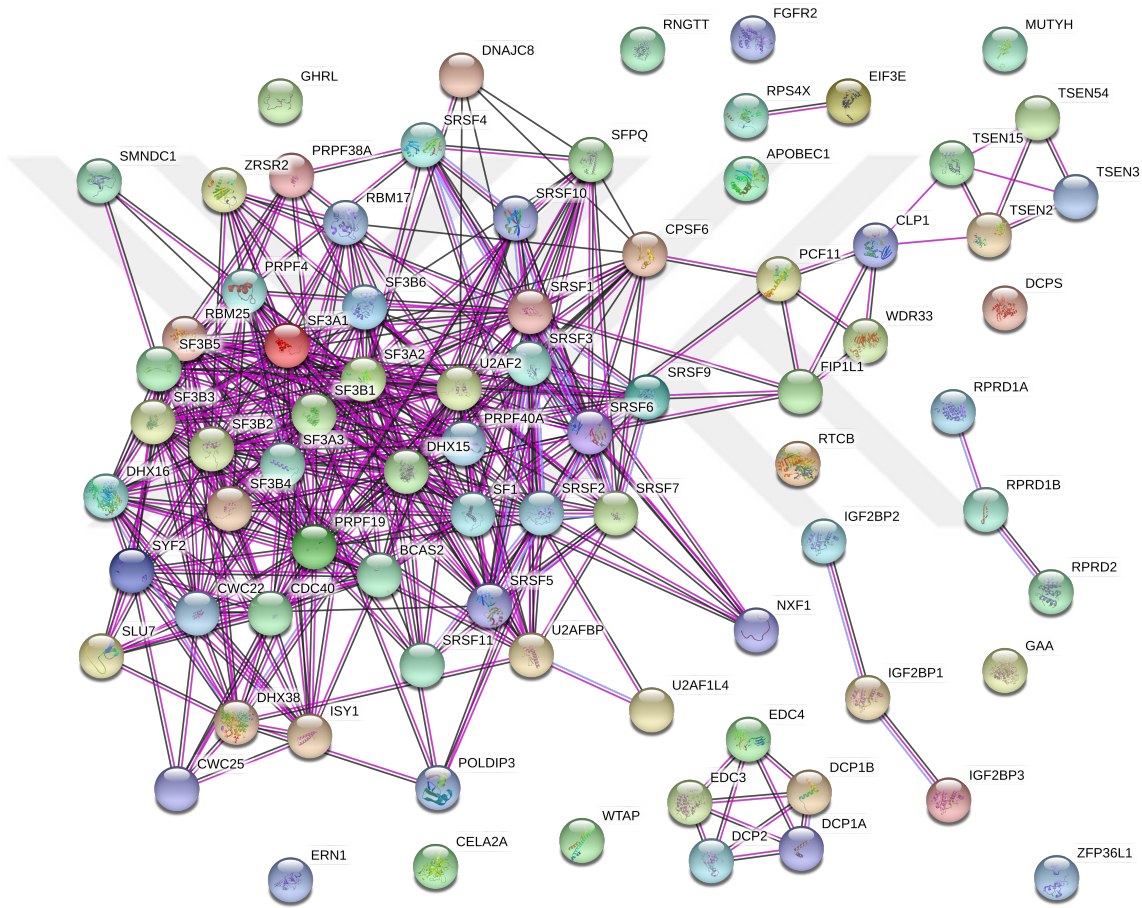 RNGTT
FGFR2
MUTYH
DNAJC8
GHRL
RPS4X
EIF3E
TSEN54
SRSF4
SFPQ
TSEN15
PRPF38A
SMNDC1
ZRSR2
APOBEC1
TSEN3
RBM17
SRSF10
TSEN2
CLP1
CPSF6
PCF11
PRPF4
SF3B6
SRSF1
DCPS
RBM25
SF3A1
WDR33
SF3B5
SF3A2
U2AF2
SRSF3
FIP1L1
SF3B1
SRSF9
SF3B3
PRPF40A
SRSF6
RPRD1A
SF3B2
SF3A3
DHX15
RTCB
DHX16
SF3B4
SF1
SRSF2
SRSF7
RPRD1B
IGF2BP2
PRPF19
SYF2
BCAS2
RPRD2
CWC22
CDC40
SRSF5
NXF1
SLU7
SRSF11
U2AFBP
GAA
IGF2BP1
U2AF1L4
DHX38
ISY1
EDC4
CWC25
POLDIP3
EDC3
DCP1B
IGF2BP3
WTAP
DCP2
DCP1A
CELA2A
ERN1
ZFP36L1